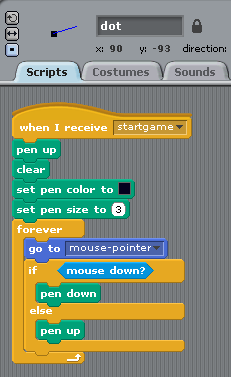 dot
x: 90 y: -93 direction:
Scripts Costumes Sounds
when I receive startgame
pen up
clear
set pen color to
set pen size to 3
forever
go to mouse-pointer
if mouse down?
pen down
else
pen up